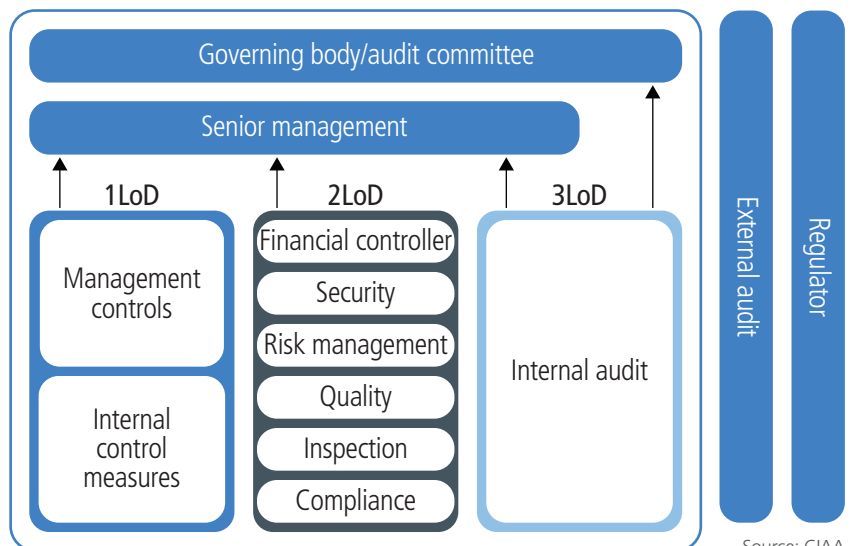 Governing body/audit committee
Senior management
1LoD
2LoD
3LoD
Management
controls
Internal
control
measures
Financial controller
Security
Risk management
Quality
Inspection
Compliance
Internal audit
External audit
Regulator